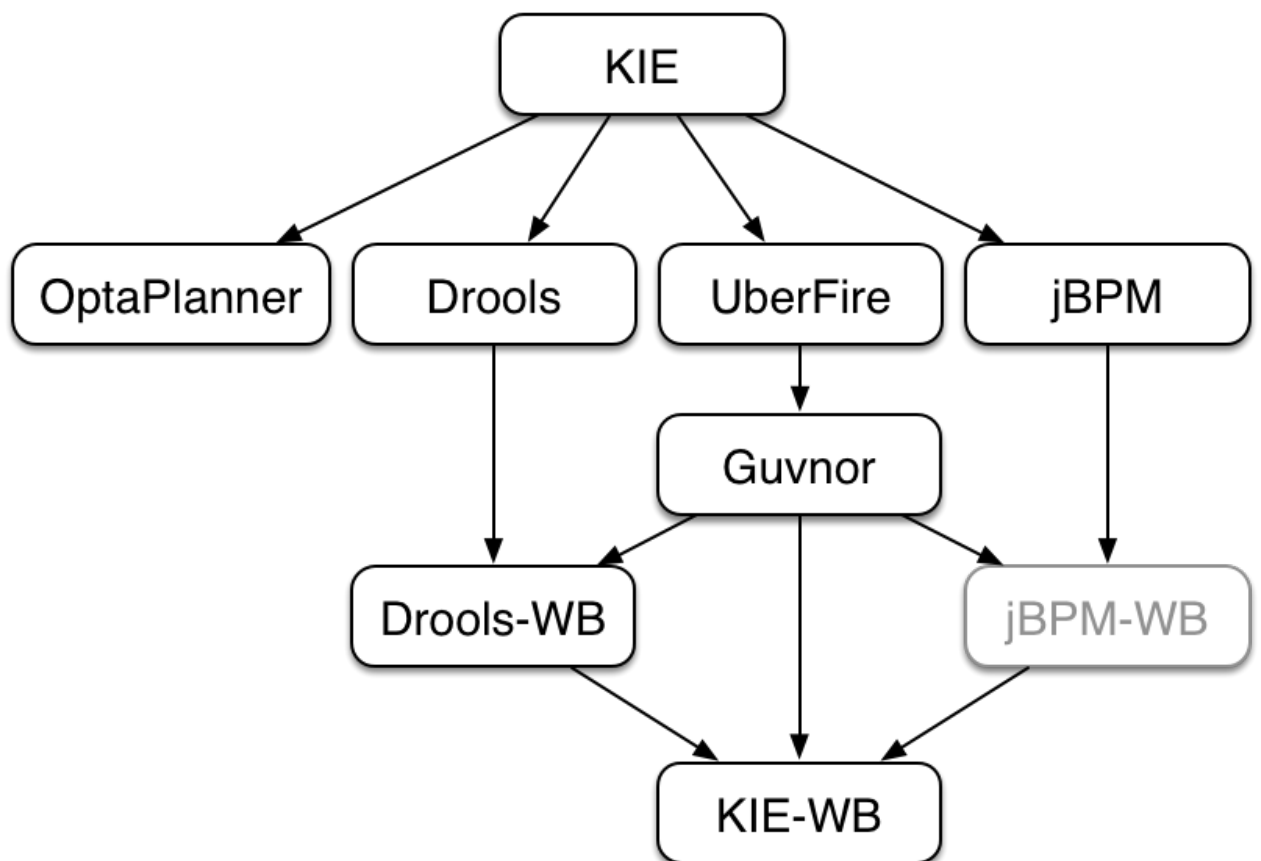 KIE
OptaPlanner
Drools
UberFire
jBPM
Guvnor
Drools-WB
jBPM-WB
KIE-WB